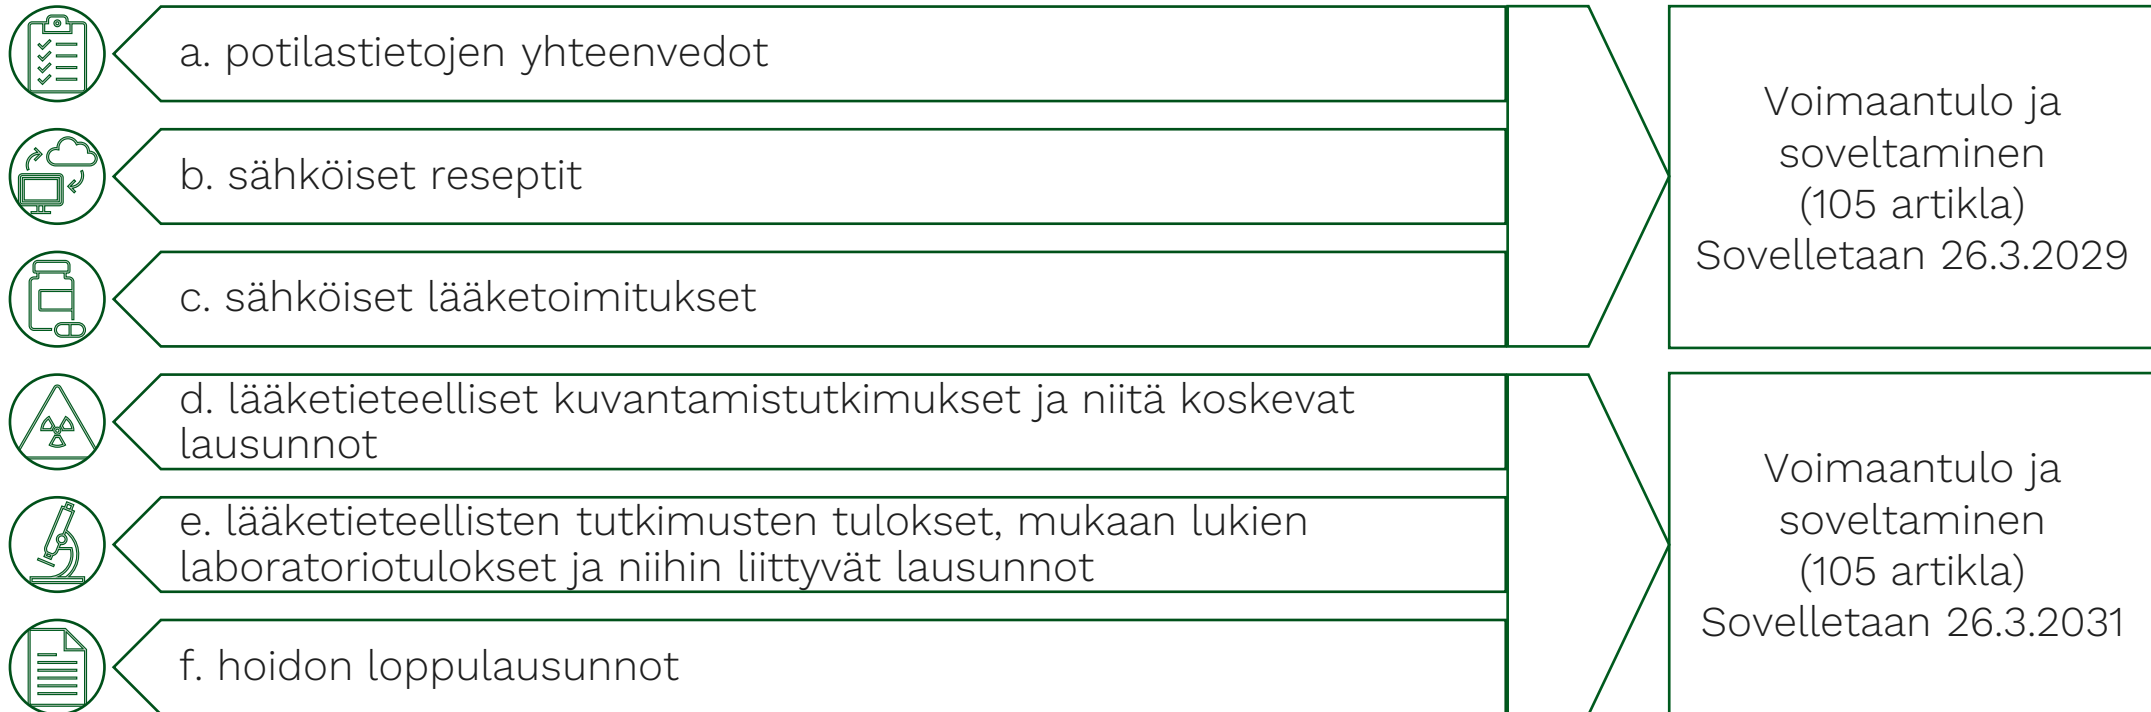 a. potilastietojen yhteenvedot
b. sähköiset reseptit
c. sähköiset lääketoimitukset
Voimaantulo ja
soveltaminen
(105 artikla)
Sovelletaan 26.3.2029
d. lääketieteelliset kuvantamistutkimukset ja niitä koskevat
lausunnot
e. lääketieteellisten tutkimusten tulokset, mukaan lukien
laboratoriotulokset ja niihin liittyvät lausunnot
f. hoidon loppulausunnot
Voimaantulo ja
soveltaminen
(105 artikla)
Sovelletaan 26.3.2031